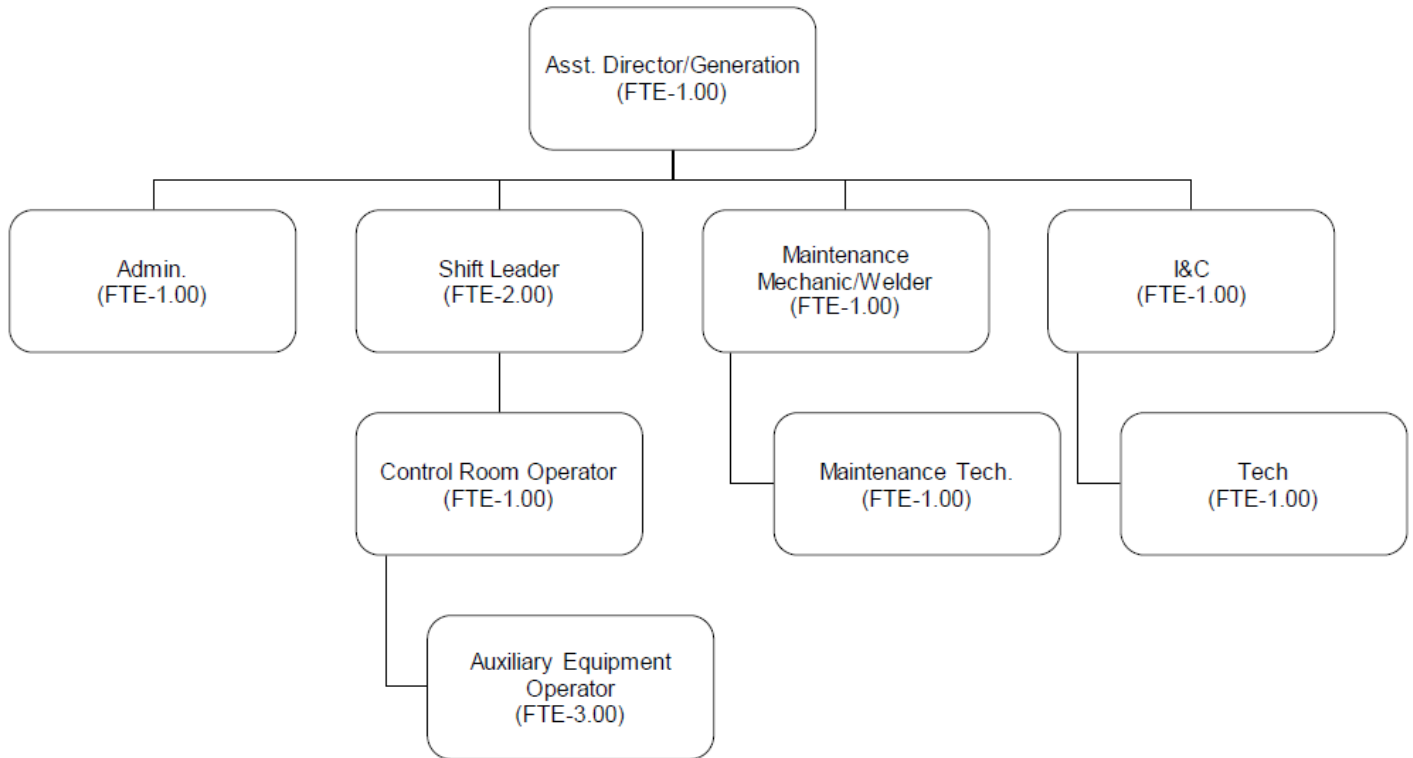 Asst. Director/Generation
(FTE-1.00)
Admin.
(FTE-1.00)
Shift Leader
(FTE-2.00)
Maintenance
Mechanic/Welder
(FTE-1.00)
I&C
(FTE-1.00)
Control Room Operator
(FTE-1.00)
Maintenance Tech.
(FTE-1.00)
Tech
(FTE-1.00)
Auxiliary Equipment
Operator
(FTE-3.00)